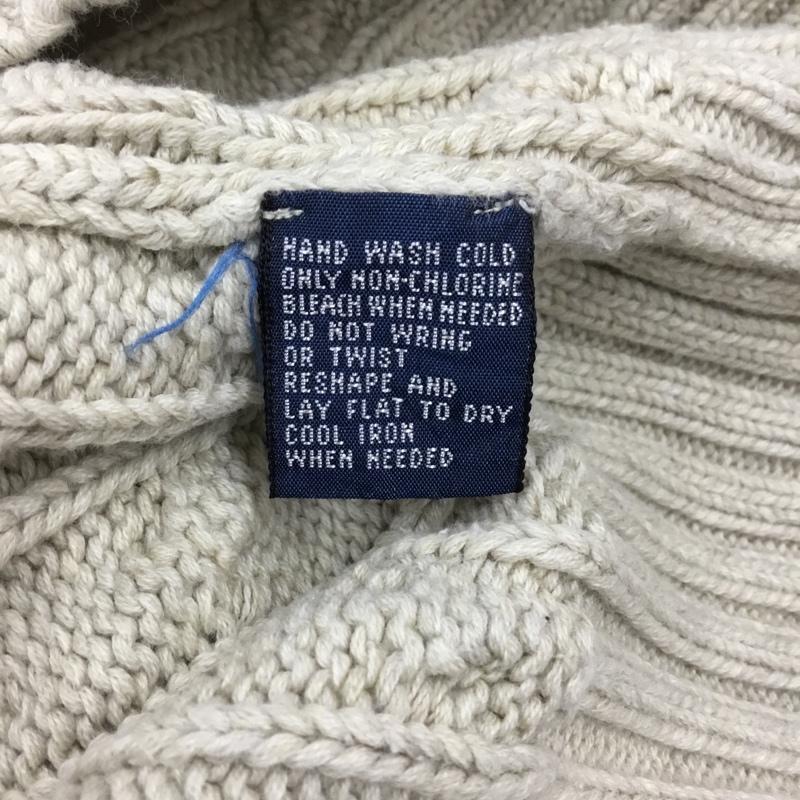 HAND WASH COLD
ONLY NON-CHLORINE
BLEACH WHEN NEEDED
DO NOT WRING
OR TWIST
RESHAPE AND
LAY FLAT TO DRY
COOL IRON
WHEN NEEDED